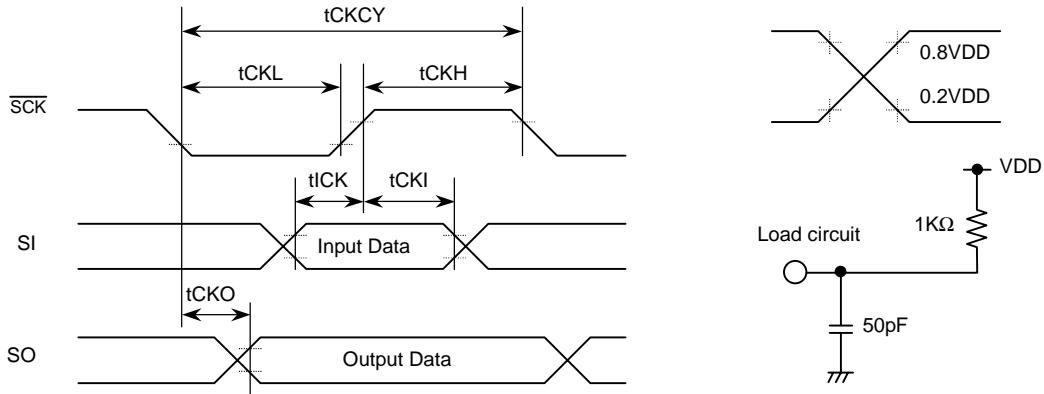 tCKCY
tCKL
tCKH
SCK
tICK
tCKI
SI
Input Data
tCKO
SO
Output Data
0.8VDD
0.2VDD
VDD
1KΩ
Load circuit
50pF